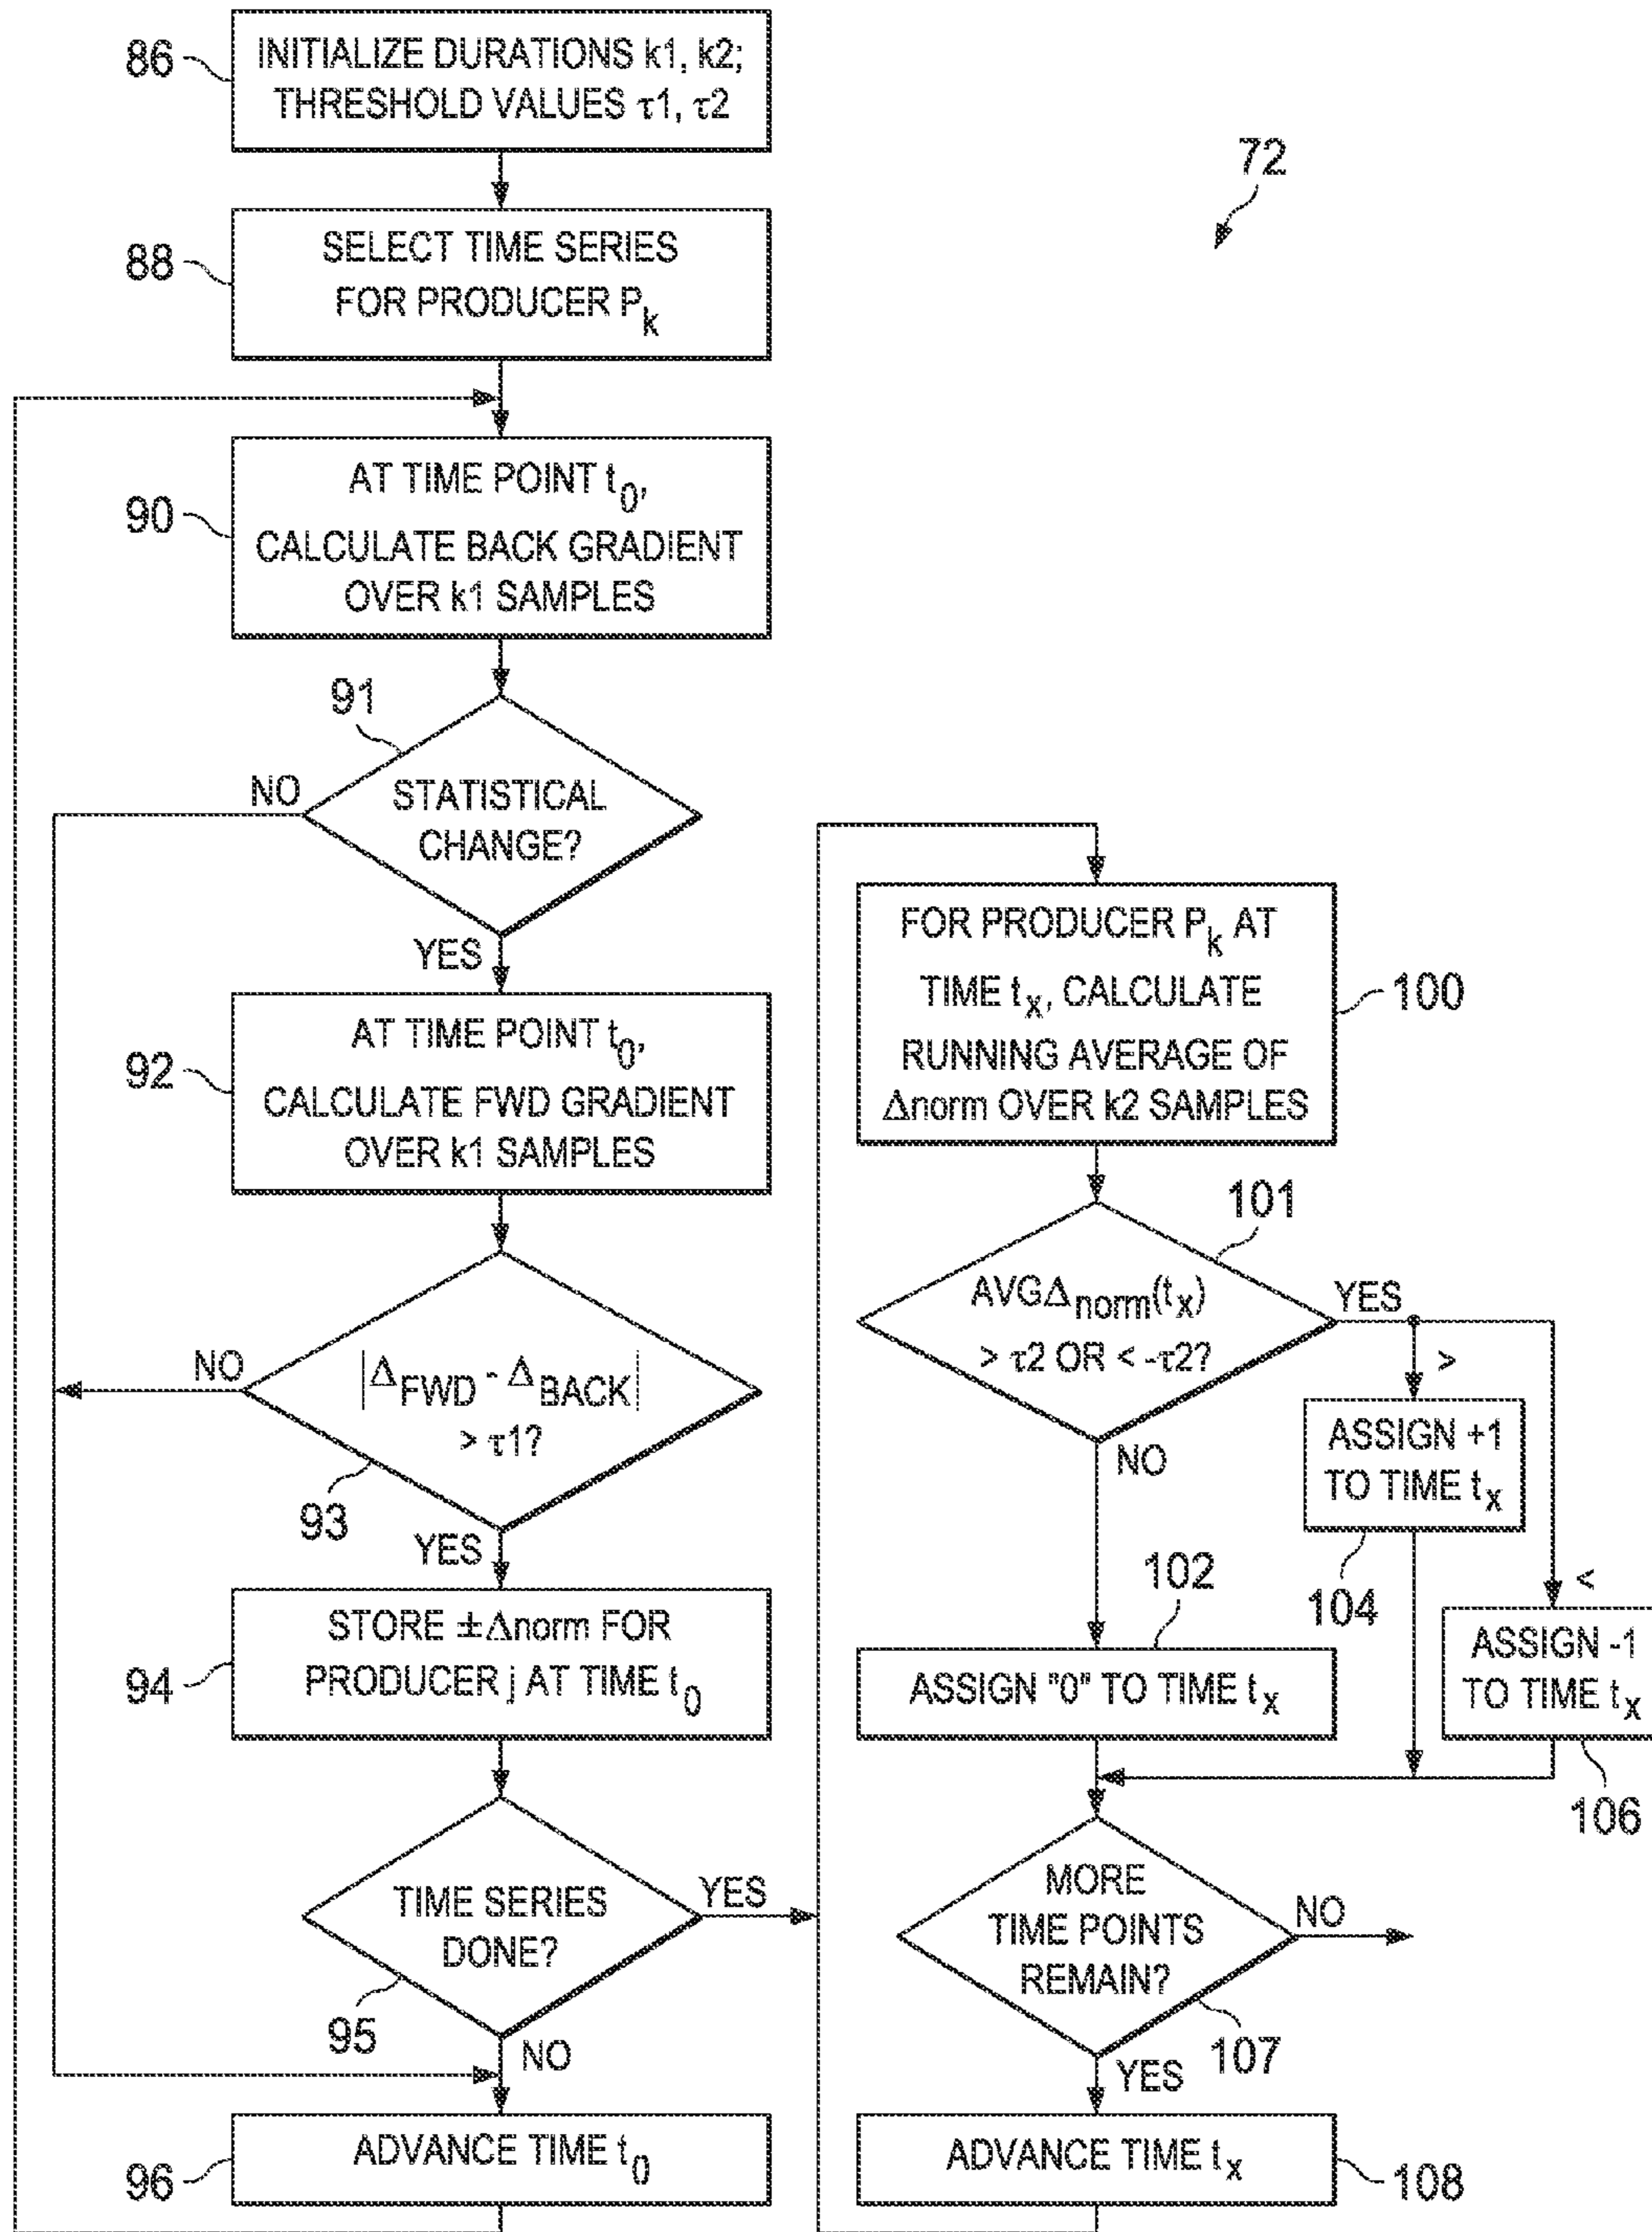 86
INITIALIZE DURATIONS k1, k2;
THRESHOLD VALUES τ1, τ2
72
88
SELECT TIME SERIES
FOR PRODUCER Pk
90
AT TIME POINT t0,
CALCULATE BACK GRADIENT
OVER k1 SAMPLES
91
NO
STATISTICAL
CHANGE?
YES
92
AT TIME POINT t0,
CALCULATE FWD GRADIENT
OVER k1 SAMPLES
NO
|ΔFWD - ΔBACK|
> τ1?
93
YES
94
STORE ±Δnorm FOR
PRODUCER j AT TIME t0
TIME SERIES
DONE?
YES
95
NO
96
ADVANCE TIME t0
FOR PRODUCER Pk AT
TIME tx, CALCULATE
RUNNING AVERAGE OF
Δnorm OVER k2 SAMPLES
100
101
AVGΔnorm(tx)
> τ2 OR < -τ2?
YES
>
<
NO
ASSIGN +1
TO TIME tx
104
102
ASSIGN "0" TO TIME tx
ASSIGN -1
TO TIME tx
106
MORE
TIME POINTS
REMAIN?
NO
107
YES
ADVANCE TIME tx
108